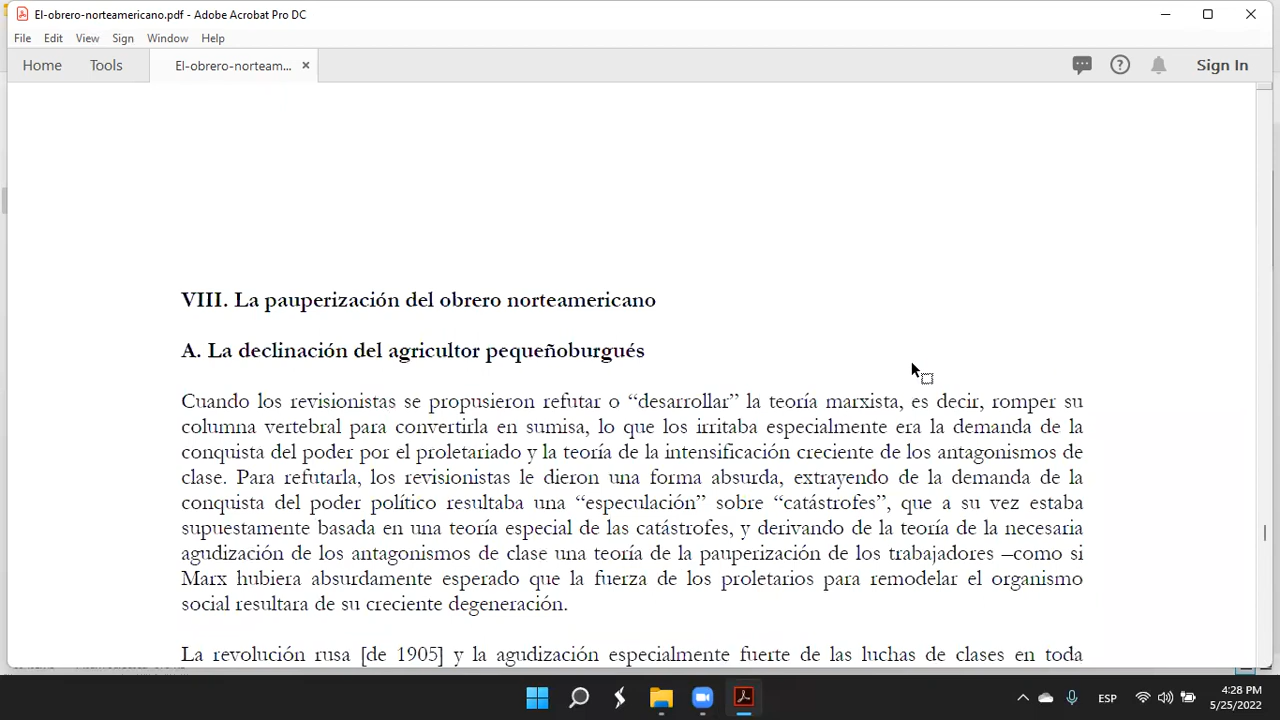 El-obrero-norteamericano.pdf - Adobe Acrobat Pro DC
File Edit View Sign Window Help
Home Tools El-obrero-norteam... × Sign In
VIII. La pauperización del obrero norteamericano
A. La declinación del agricultor pequeñoburgués
Cuando los revisionistas se propusieron refutar o “desarrollar” la teoría marxista, es decir, romper su
columna vertebral para convertirla en sumisa, lo que los irritaba especialmente era la demanda de la
conquista del poder por el proletariado y la teoría de la intensificación creciente de los antagonismos de
clase. Para refutarla, los revisionistas le dieron una forma absurda, extrayendo de la demanda de la
conquista del poder político resultaba una “especulación” sobre “catástrofes”, que a su vez estaba
supuestamente basada en una teoría especial de las catástrofes, y derivando de la teoría de la necesaria
agudización de los antagonismos de clase una teoría de la pauperización de los trabajadores –como si
Marx hubiera absurdamente esperado que la fuerza de los proletarios para remodelar el organismo
social resultara de su creciente degeneración.
La revolución rusa [de 1905] y la agudización especialmente fuerte de las luchas de clases en toda
ESP
4:28 PM
5/25/2022